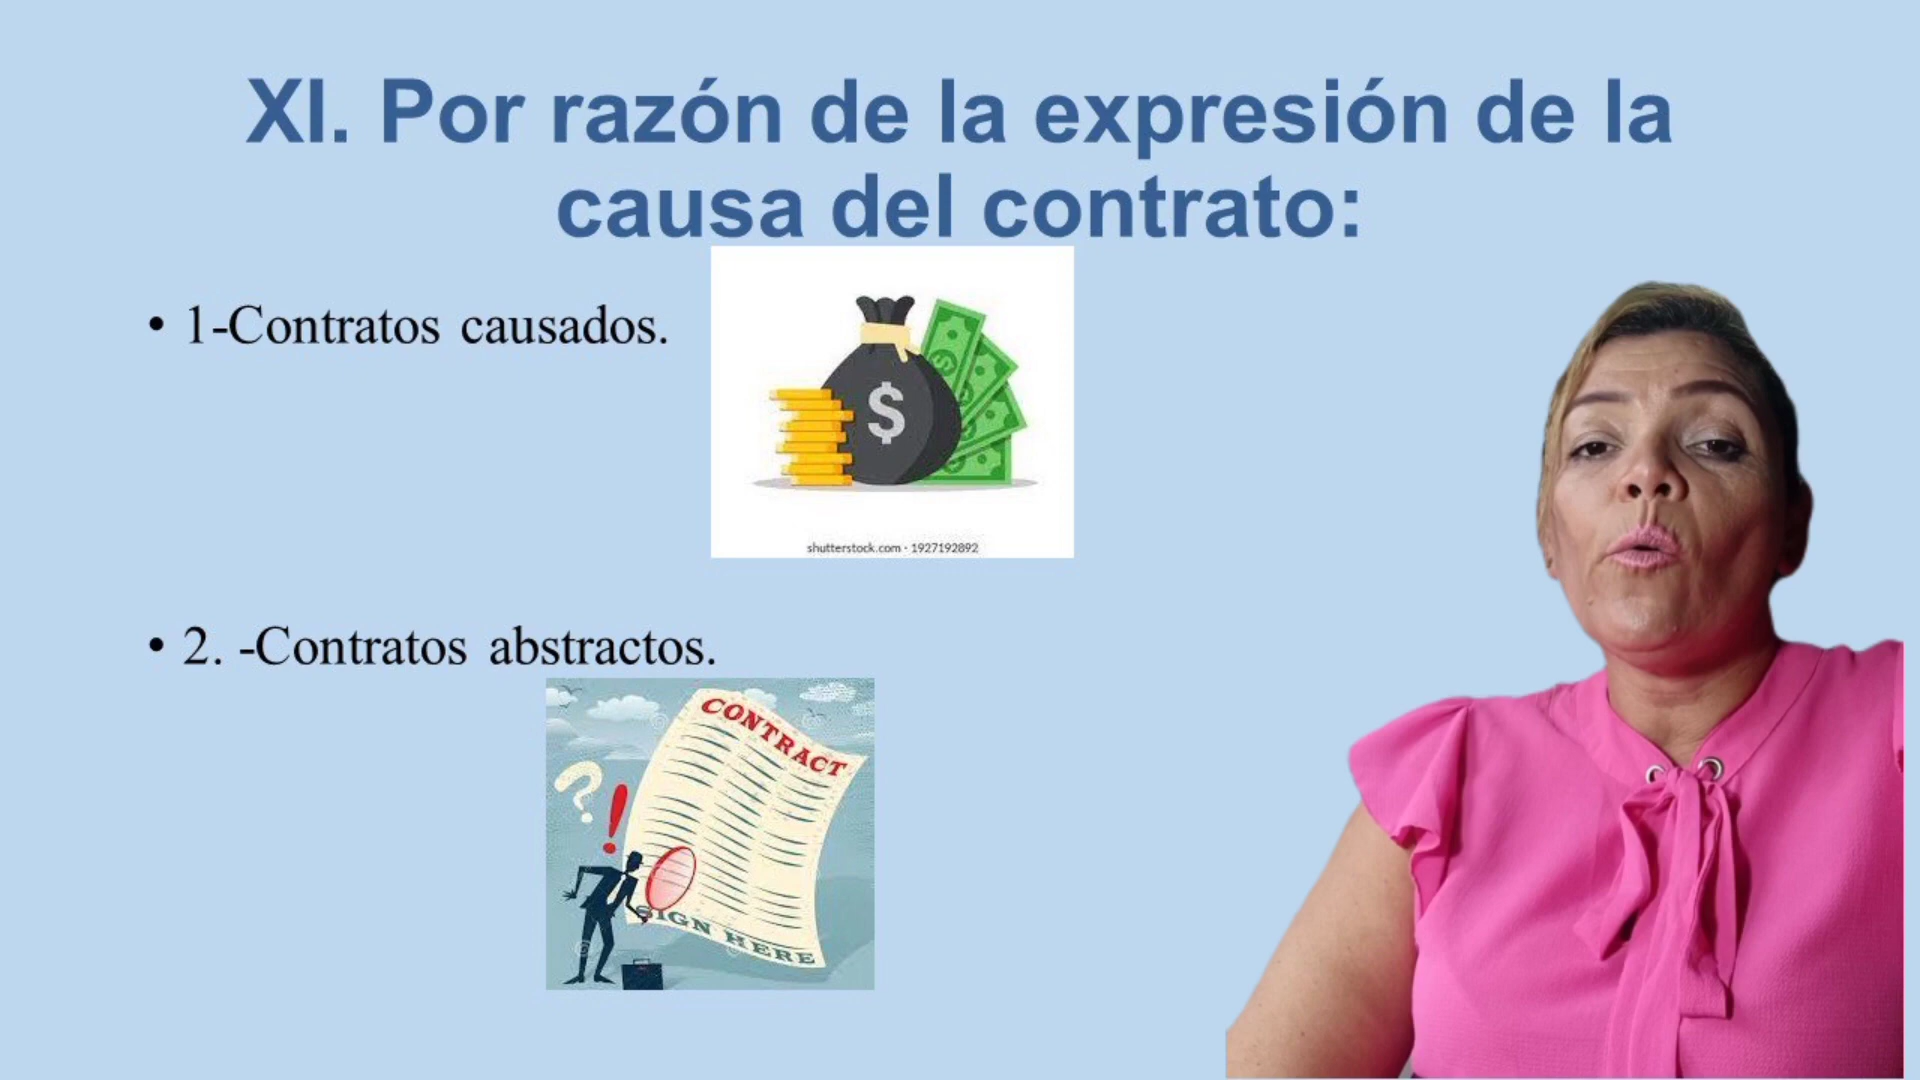 XI. Por razón de la expresión de la
causa del contrato:
• 1-Contratos causados.
$
shutterstock.com · 1927192892
• 2. -Contratos abstractos.
CONTRACT
?!
SIGN HERE